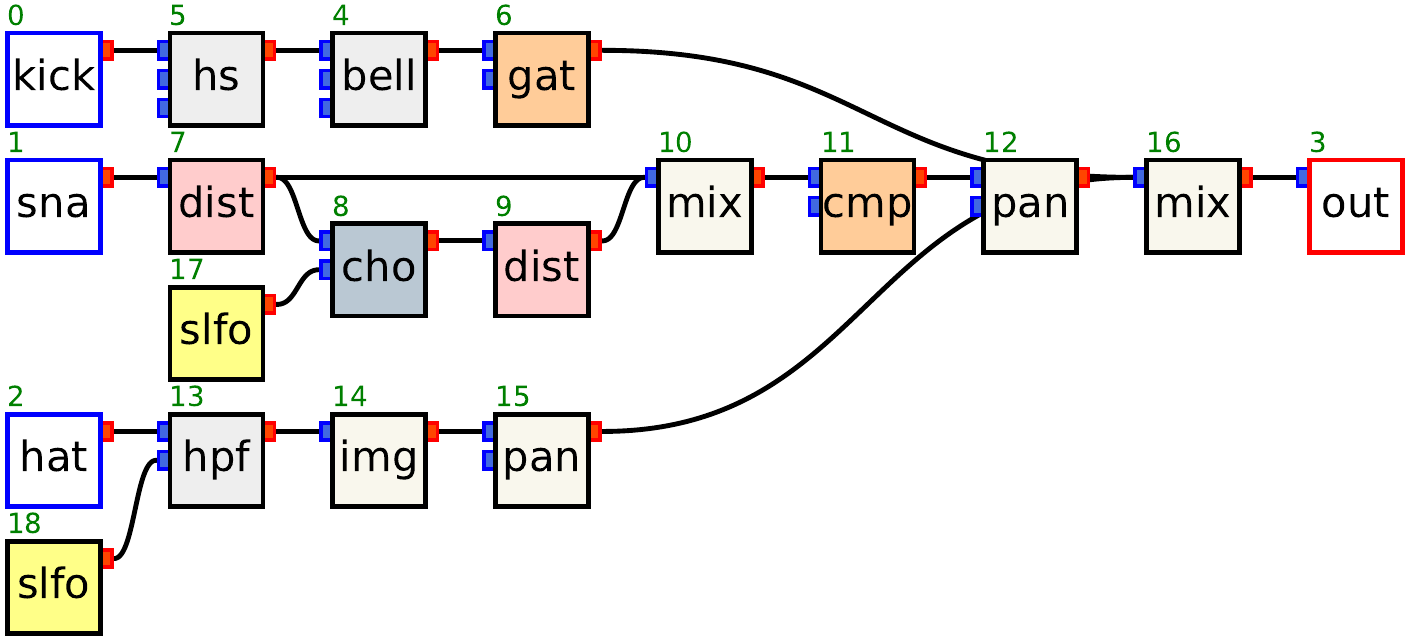 0 5 4 6
kick hs bell gat
1 7 10 11 12 16 3
sna dist mix cmp pan mix out
8 9
cho dist
17
slfo
2 13 14 15
hat hpf img pan
18
slfo